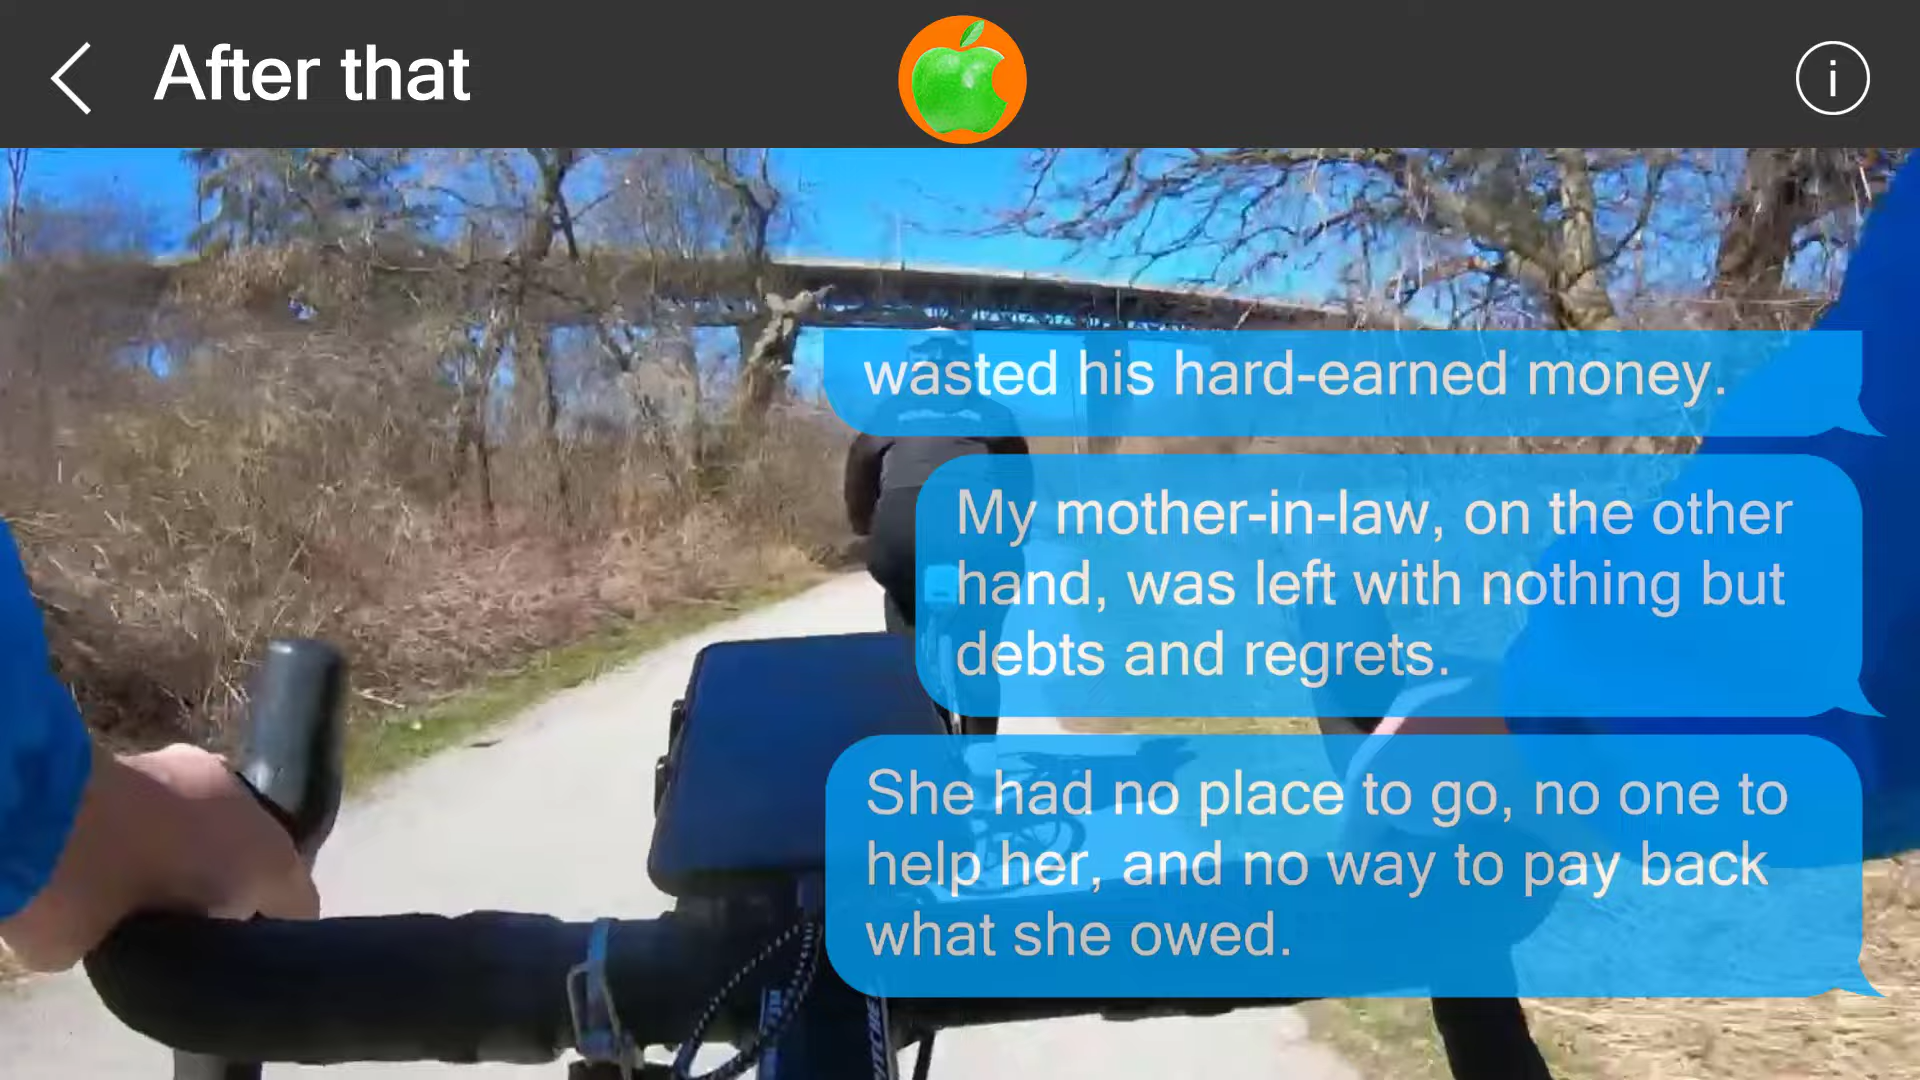 After that
wasted his hard-earned money.
My mother-in-law, on the other
hand, was left with nothing but
debts and regrets.
She had no place to go, no one to
help her, and no way to pay back
what she owed.